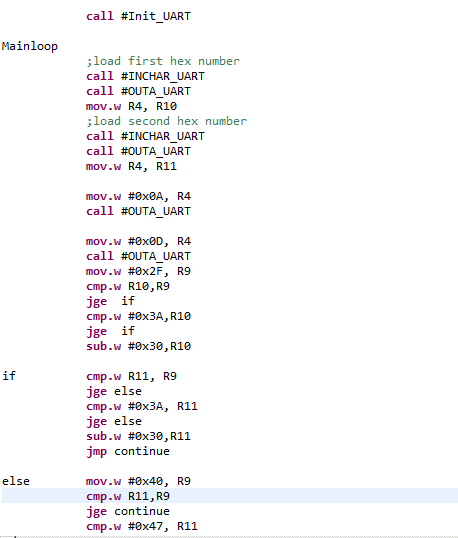 call #Init_UART
Mainloop
;load first hex number
call #INCHAR_UART
call #OUTA_UART
mov.w R4, R10
;load second hex number
call #INCHAR_UART
call #OUTA_UART
mov.w R4, R11
mov.w #0x0A, R4
call #OUTA_UART
mov.w #0x0D, R4
call #OUTA_UART
mov.w #0x2F, R9
cmp.w R10,R9
jge if
cmp.w #0x3A,R10
jge if
sub.w #0x30,R10
if cmp.w R11, R9
jge else
cmp.w #0x3A, R11
jge else
sub.w #0x30,R11
jmp continue
else mov.w #0x40, R9
cmp.w R11,R9
jge continue
cmp.w #0x47, R11